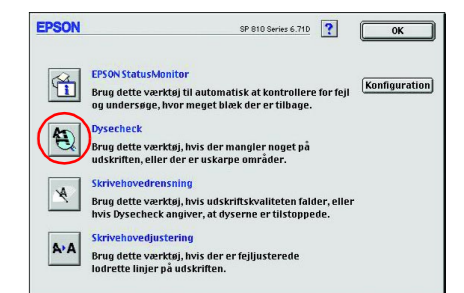 EPSON SP 810 Series 6.71D ? OK
EPSON StatusMonitor
Brug dette værktøj til automatisk at kontrollere for fejl
og undersøge, hvor meget blæk der er tilbage.
Konfiguration
Dysecheck
Brug dette værktøj, hvis der mangler noget på
udskriften, eller der er uskarpe områder.
Skrivehovedrensning
Brug dette værktøj, hvis udskriftskvaliteten falder, eller
hvis Dysecheck angiver, at dyserne er tilstoppede.
Skrivehovedjustering
Brug dette værktøj, hvis der er fejljusterede
lodrette linjer på udskriften.